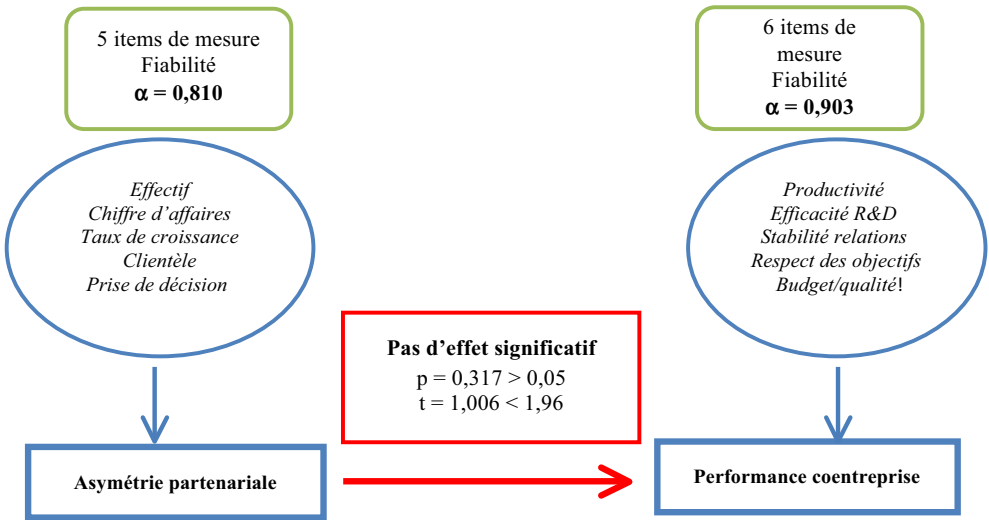 5 items de mesure
Fiabilité
α = 0,810
6 items de
mesure
Fiabilité
α = 0,903
Effectif
Chiffre d’affaires
Taux de croissance
Clientèle
Prise de décision
Productivité
Efficacité R&D
Stabilité relations
Respect des objectifs
Budget/qualité!
Pas d’effet significatif
p = 0,317 > 0,05
t = 1,006 < 1,96
Asymétrie partenariale
Performance coentreprise